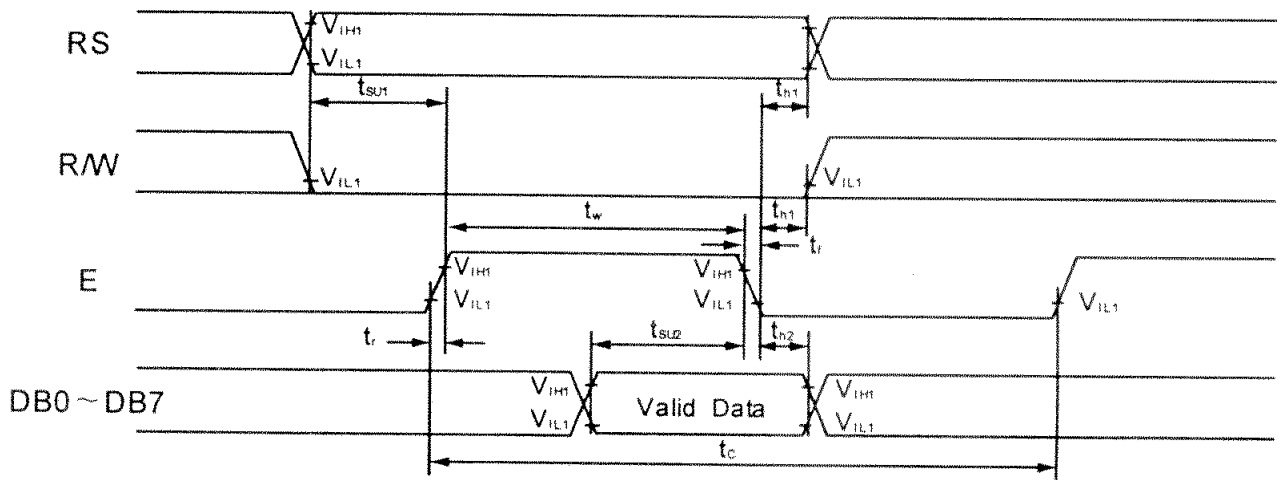 RS
V_IH1
V_IL1
t_SU1
t_h1
R/W
V_IL1
V_IL1
t_w
t_h1
t_f
E
V_IH1
V_IL1
V_IH1
V_IL1
V_IL1
t_r
t_SU2
t_h2
DB0～DB7
V_IH1
V_IL1
Valid Data
V_IH1
V_IL1
t_C